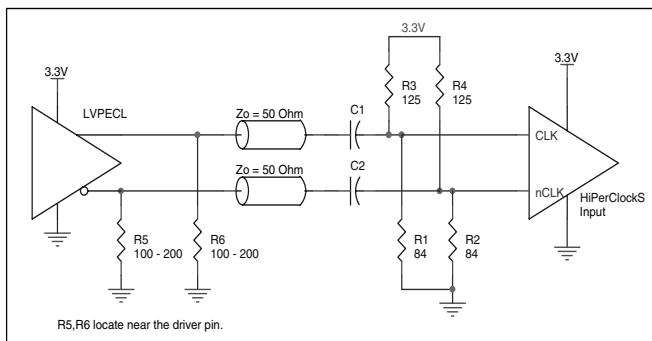 3.3V
3.3V
3.3V
R3
125
R4
125
LVPECL
Zo = 50 Ohm
C1
CLK
Zo = 50 Ohm
C2
nCLK
HiPerClockS
Input
R5
100 - 200
R6
100 - 200
R1
84
R2
84
R5,R6 locate near the driver pin.